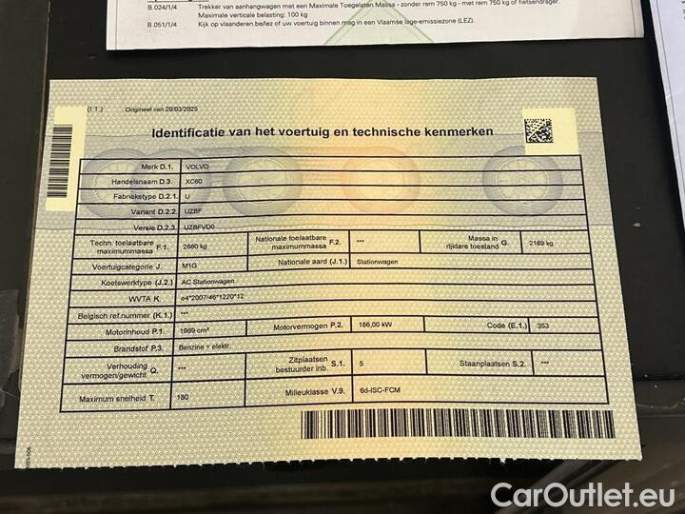 B.024/1/4 Trekker van aanhangwagen met een Maximale Toegelaten Massa - zonder rem 750 kg - met rem 750 kg of fietsendrager.
Maximale verticale belasting: 100 kg
B.051/1/4 Kijk op vlaanderen be/lez of uw voertuig binnen mag in een Vlaamse lage-emissiezone (LEZ).
(I.1.) Origineel van 20/03/2025
Identificatie van het voertuig en technische kenmerken
Merk D.1. VOLVO
Handelsnaam D.3. XC60
Fabriekstype D.2.1. U
Variant D.2.2. UZBF
Versie D.2.3. UZBFVD0
Techn. toelaatbare maximummassa F.1. 2660 kg Nationale toelaatbare maximummassa F.2. --- Massa in rijklare toestand G. 2169 kg
Voertuigcategorie J. M1G Nationale aard (J.1.) Stationwagen
Koetswerktype (J.2.) AC Stationwagen
WVTA K. e4*2007/46*1220*12
Belgisch ref.nummer (K.1.) ---
Motorinhoud P.1. 1969 cm³ Motorvermogen P.2. 186,00 kW Code (E.1.) 353
Brandstof P.3. Benzine + elektr.
Verhouding vermogen/gewicht Q. --- Zitplaatsen bestuurder inb. S.1. 5 Staanplaatsen S.2. ---
Maximum snelheid T. 180 Milieuklasse V.9. 6d-ISC-FCM
CarOutlet.eu